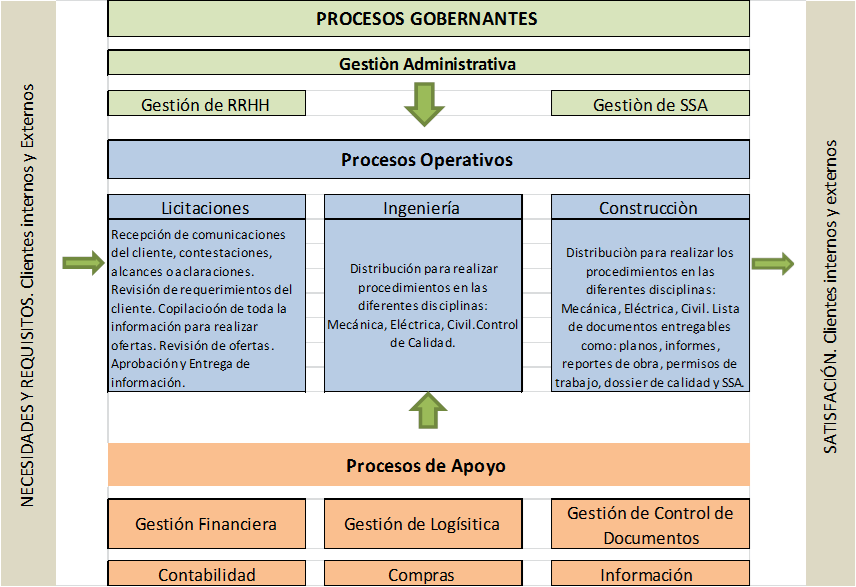 NECESIDADES Y REQUISITOS. Clientes internos y Externos
PROCESOS GOBERNANTES
Gestiòn Administrativa
Gestión de RRHH
Gestiòn de SSA
Procesos Operativos
Licitaciones
Recepción de comunicaciones
del cliente, contestaciones,
alcances o aclaraciones.
Revisión de requerimientos del
cliente. Copilacioón de toda la
información para realizar
ofertas. Revisión de ofertas.
Aprobación y Entrega de
información.
Ingeniería
Distribución para realizar
procedimientos en las
diferentes disciplinas:
Mecánica, Eléctrica, Civil.Control
de Calidad.
Construcciòn
Distribuciòn para realizar los
procedimientos en las
diferentes disciplinas:
Mecánica, Eléctrica, Civil. Lista
de documentos entregables
como: planos, informes,
reportes de obra, permisos de
trabajo, dossier de calidad y SSA.
Procesos de Apoyo
Gestión Financiera
Gestión de Logísitica
Gestión de Control de
Documentos
Contabilidad
Compras
Información
SATISFACIÓN. Clientes internos y externos